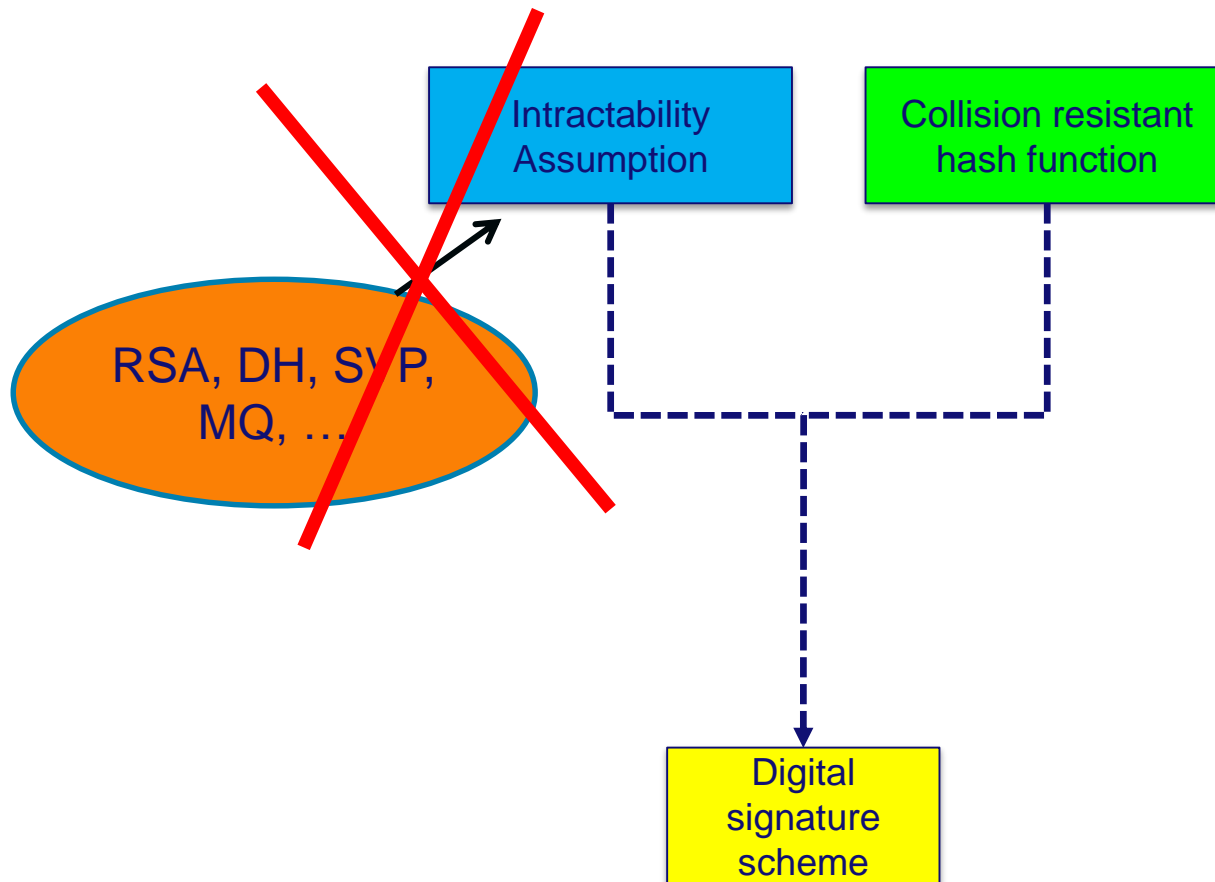 Intractability
Assumption
Collision resistant
hash function
RSA, DH, SVP,
MQ, …
Digital
signature
scheme